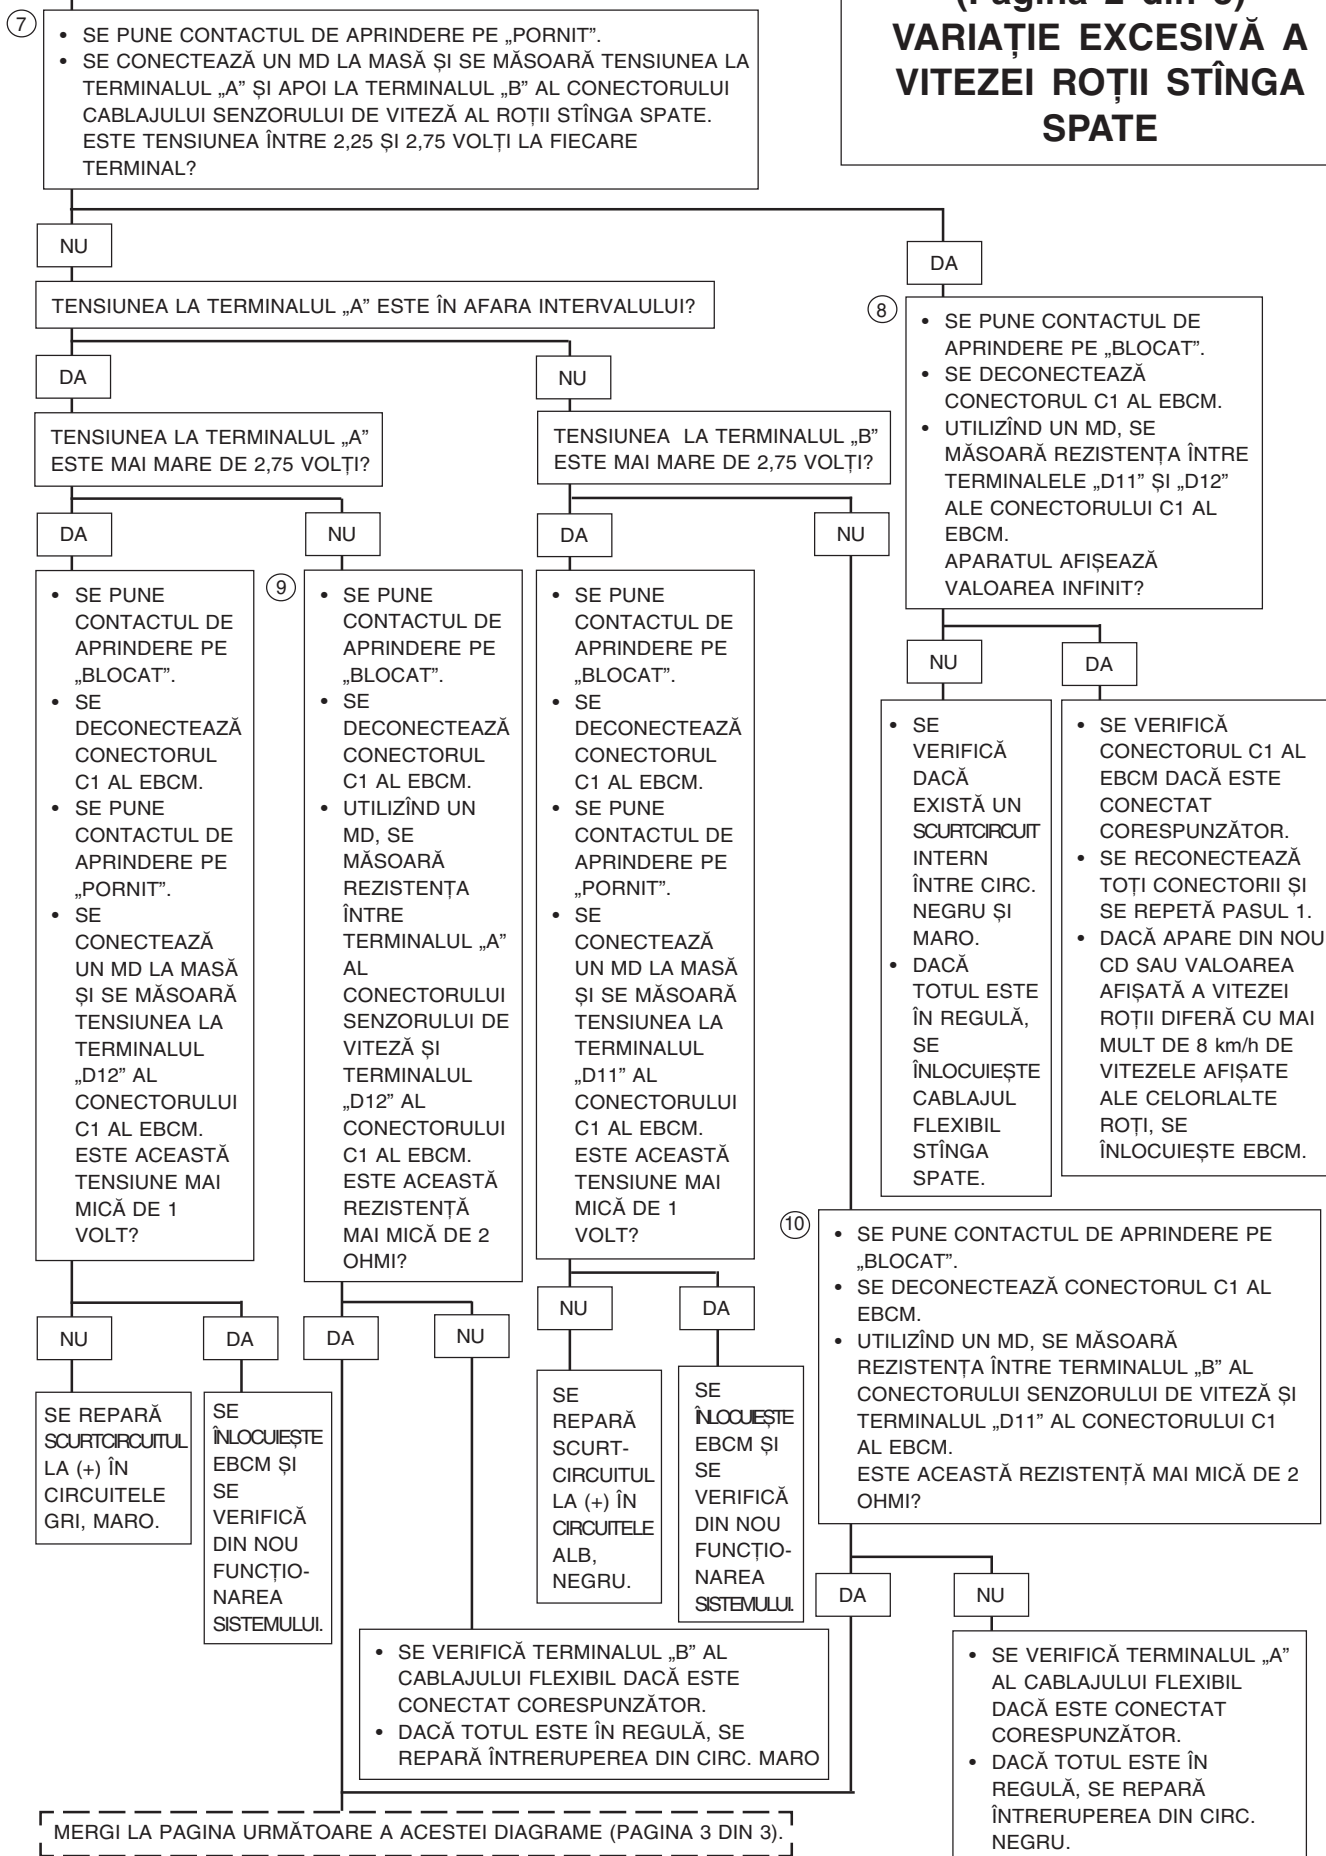 (Pagina 2 din 3)
VARIAȚIE EXCESIVĂ A
VITEZEI ROȚII STÎNGA
SPATE
7
• SE PUNE CONTACTUL DE APRINDERE PE „PORNIT”.
• SE CONECTEAZĂ UN MD LA MASĂ ȘI SE MĂSOARĂ TENSIUNEA LA
TERMINALUL „A” ȘI APOI LA TERMINALUL „B” AL CONECTORULUI
CABLAJULUI SENZORULUI DE VITEZĂ AL ROȚII STÎNGA SPATE.
ESTE TENSIUNEA ÎNTRE 2,25 ȘI 2,75 VOLȚI LA FIECARE
TERMINAL?
NU
DA
TENSIUNEA LA TERMINALUL „A” ESTE ÎN AFARA INTERVALULUI?
DA
NU
TENSIUNEA LA TERMINALUL „A”
ESTE MAI MARE DE 2,75 VOLȚI?
TENSIUNEA LA TERMINALUL „B”
ESTE MAI MARE DE 2,75 VOLȚI?
8
• SE PUNE CONTACTUL DE
APRINDERE PE „BLOCAT”.
• SE DECONECTEAZĂ
CONECTORUL C1 AL EBCM.
• UTILIZÎND UN MD, SE
MĂSOARĂ REZISTENȚA ÎNTRE
TERMINALELE „D11” ȘI „D12”
ALE CONECTORULUI C1 AL
EBCM.
APARATUL AFIȘEAZĂ
VALOAREA INFINIT?
DA
NU
DA
NU
• SE PUNE
CONTACTUL DE
APRINDERE PE
„BLOCAT”.
• SE
DECONECTEAZĂ
CONECTORUL
C1 AL EBCM.
• SE PUNE
CONTACTUL DE
APRINDERE PE
„PORNIT”.
• SE
CONECTEAZĂ
UN MD LA MASĂ
ȘI SE MĂSOARĂ
TENSIUNEA LA
TERMINALUL
„D12” AL
CONECTORULUI
C1 AL EBCM.
ESTE ACEASTĂ
TENSIUNE MAI
MICĂ DE 1
VOLT?
9
• SE PUNE
CONTACTUL DE
APRINDERE PE
„BLOCAT”.
• SE
DECONECTEAZĂ
CONECTORUL
C1 AL EBCM.
• UTILIZÎND UN
MD, SE
MĂSOARĂ
REZISTENȚA
ÎNTRE
TERMINALUL „A”
AL
CONECTORULUI
SENZORULUI DE
VITEZĂ ȘI
TERMINALUL
„D12” AL
CONECTORULUI
C1 AL EBCM.
ESTE ACEASTĂ
REZISTENȚĂ
MAI MICĂ DE 2
OHMI?
• SE PUNE
CONTACTUL DE
APRINDERE PE
„BLOCAT”.
• SE
DECONECTEAZĂ
CONECTORUL
C1 AL EBCM.
• SE PUNE
CONTACTUL DE
APRINDERE PE
„PORNIT”.
• SE
CONECTEAZĂ
UN MD LA MASĂ
ȘI SE MĂSOARĂ
TENSIUNEA LA
TERMINALUL
„D11” AL
CONECTORULUI
C1 AL EBCM.
ESTE ACEASTĂ
TENSIUNE MAI
MICĂ DE 1
VOLT?
NU
DA
• SE
VERIFICĂ
DACĂ
EXISTĂ UN
SCURTCIRCUIT
INTERN
ÎNTRE CIRC.
NEGRU ȘI
MARO.
• DACĂ
TOTUL ESTE
ÎN REGULĂ,
SE
ÎNLOCUIEȘTE
CABLAJUL
FLEXIBIL
STÎNGA
SPATE.
• SE VERIFICĂ
CONECTORUL C1 AL
EBCM DACĂ ESTE
CONECTAT
CORESPUNZĂTOR.
• SE RECONECTEAZĂ
TOȚI CONECTORII ȘI
SE REPETĂ PASUL 1.
• DACĂ APARE DIN NOU
CD SAU VALOAREA
AFIȘATĂ A VITEZEI
ROȚII DIFERĂ CU MAI
MULT DE 8 km/h DE
VITEZELE AFIȘATE
ALE CELORLALTE
ROȚI, SE
ÎNLOCUIEȘTE EBCM.
10
• SE PUNE CONTACTUL DE APRINDERE PE
„BLOCAT”.
• SE DECONECTEAZĂ CONECTORUL C1 AL
EBCM.
• UTILIZÎND UN MD, SE MĂSOARĂ
REZISTENȚA ÎNTRE TERMINALUL „B” AL
CONECTORULUI SENZORULUI DE VITEZĂ ȘI
TERMINALUL „D11” AL CONECTORULUI C1
AL EBCM.
ESTE ACEASTĂ REZISTENȚĂ MAI MICĂ DE 2
OHMI?
NU
DA
DA
NU
NU
DA
SE REPARĂ
SCURTCIRCUITUL
LA (+) ÎN
CIRCUITELE
GRI, MARO.
SE
ÎNLOCUIEȘTE
EBCM ȘI
SE
VERIFICĂ
DIN NOU
FUNCȚIO-
NAREA
SISTEMULUI.
SE
REPARĂ
SCURT-
CIRCUITUL
LA (+) ÎN
CIRCUITELE
ALB,
NEGRU.
SE
ÎNLOCUIEȘTE
EBCM ȘI
SE
VERIFICĂ
DIN NOU
FUNCȚIO-
NAREA
SISTEMULUI.
DA
NU
• SE VERIFICĂ TERMINALUL „B” AL
CABLAJULUI FLEXIBIL DACĂ ESTE
CONECTAT CORESPUNZĂTOR.
• DACĂ TOTUL ESTE ÎN REGULĂ, SE
REPARĂ ÎNTRERUPEREA DIN CIRC. MARO
• SE VERIFICĂ TERMINALUL „A”
AL CABLAJULUI FLEXIBIL
DACĂ ESTE CONECTAT
CORESPUNZĂTOR.
• DACĂ TOTUL ESTE ÎN
REGULĂ, SE REPARĂ
ÎNTRERUPEREA DIN CIRC.
NEGRU.
MERGI LA PAGINA URMĂTOARE A ACESTEI DIAGRAME (PAGINA 3 DIN 3).